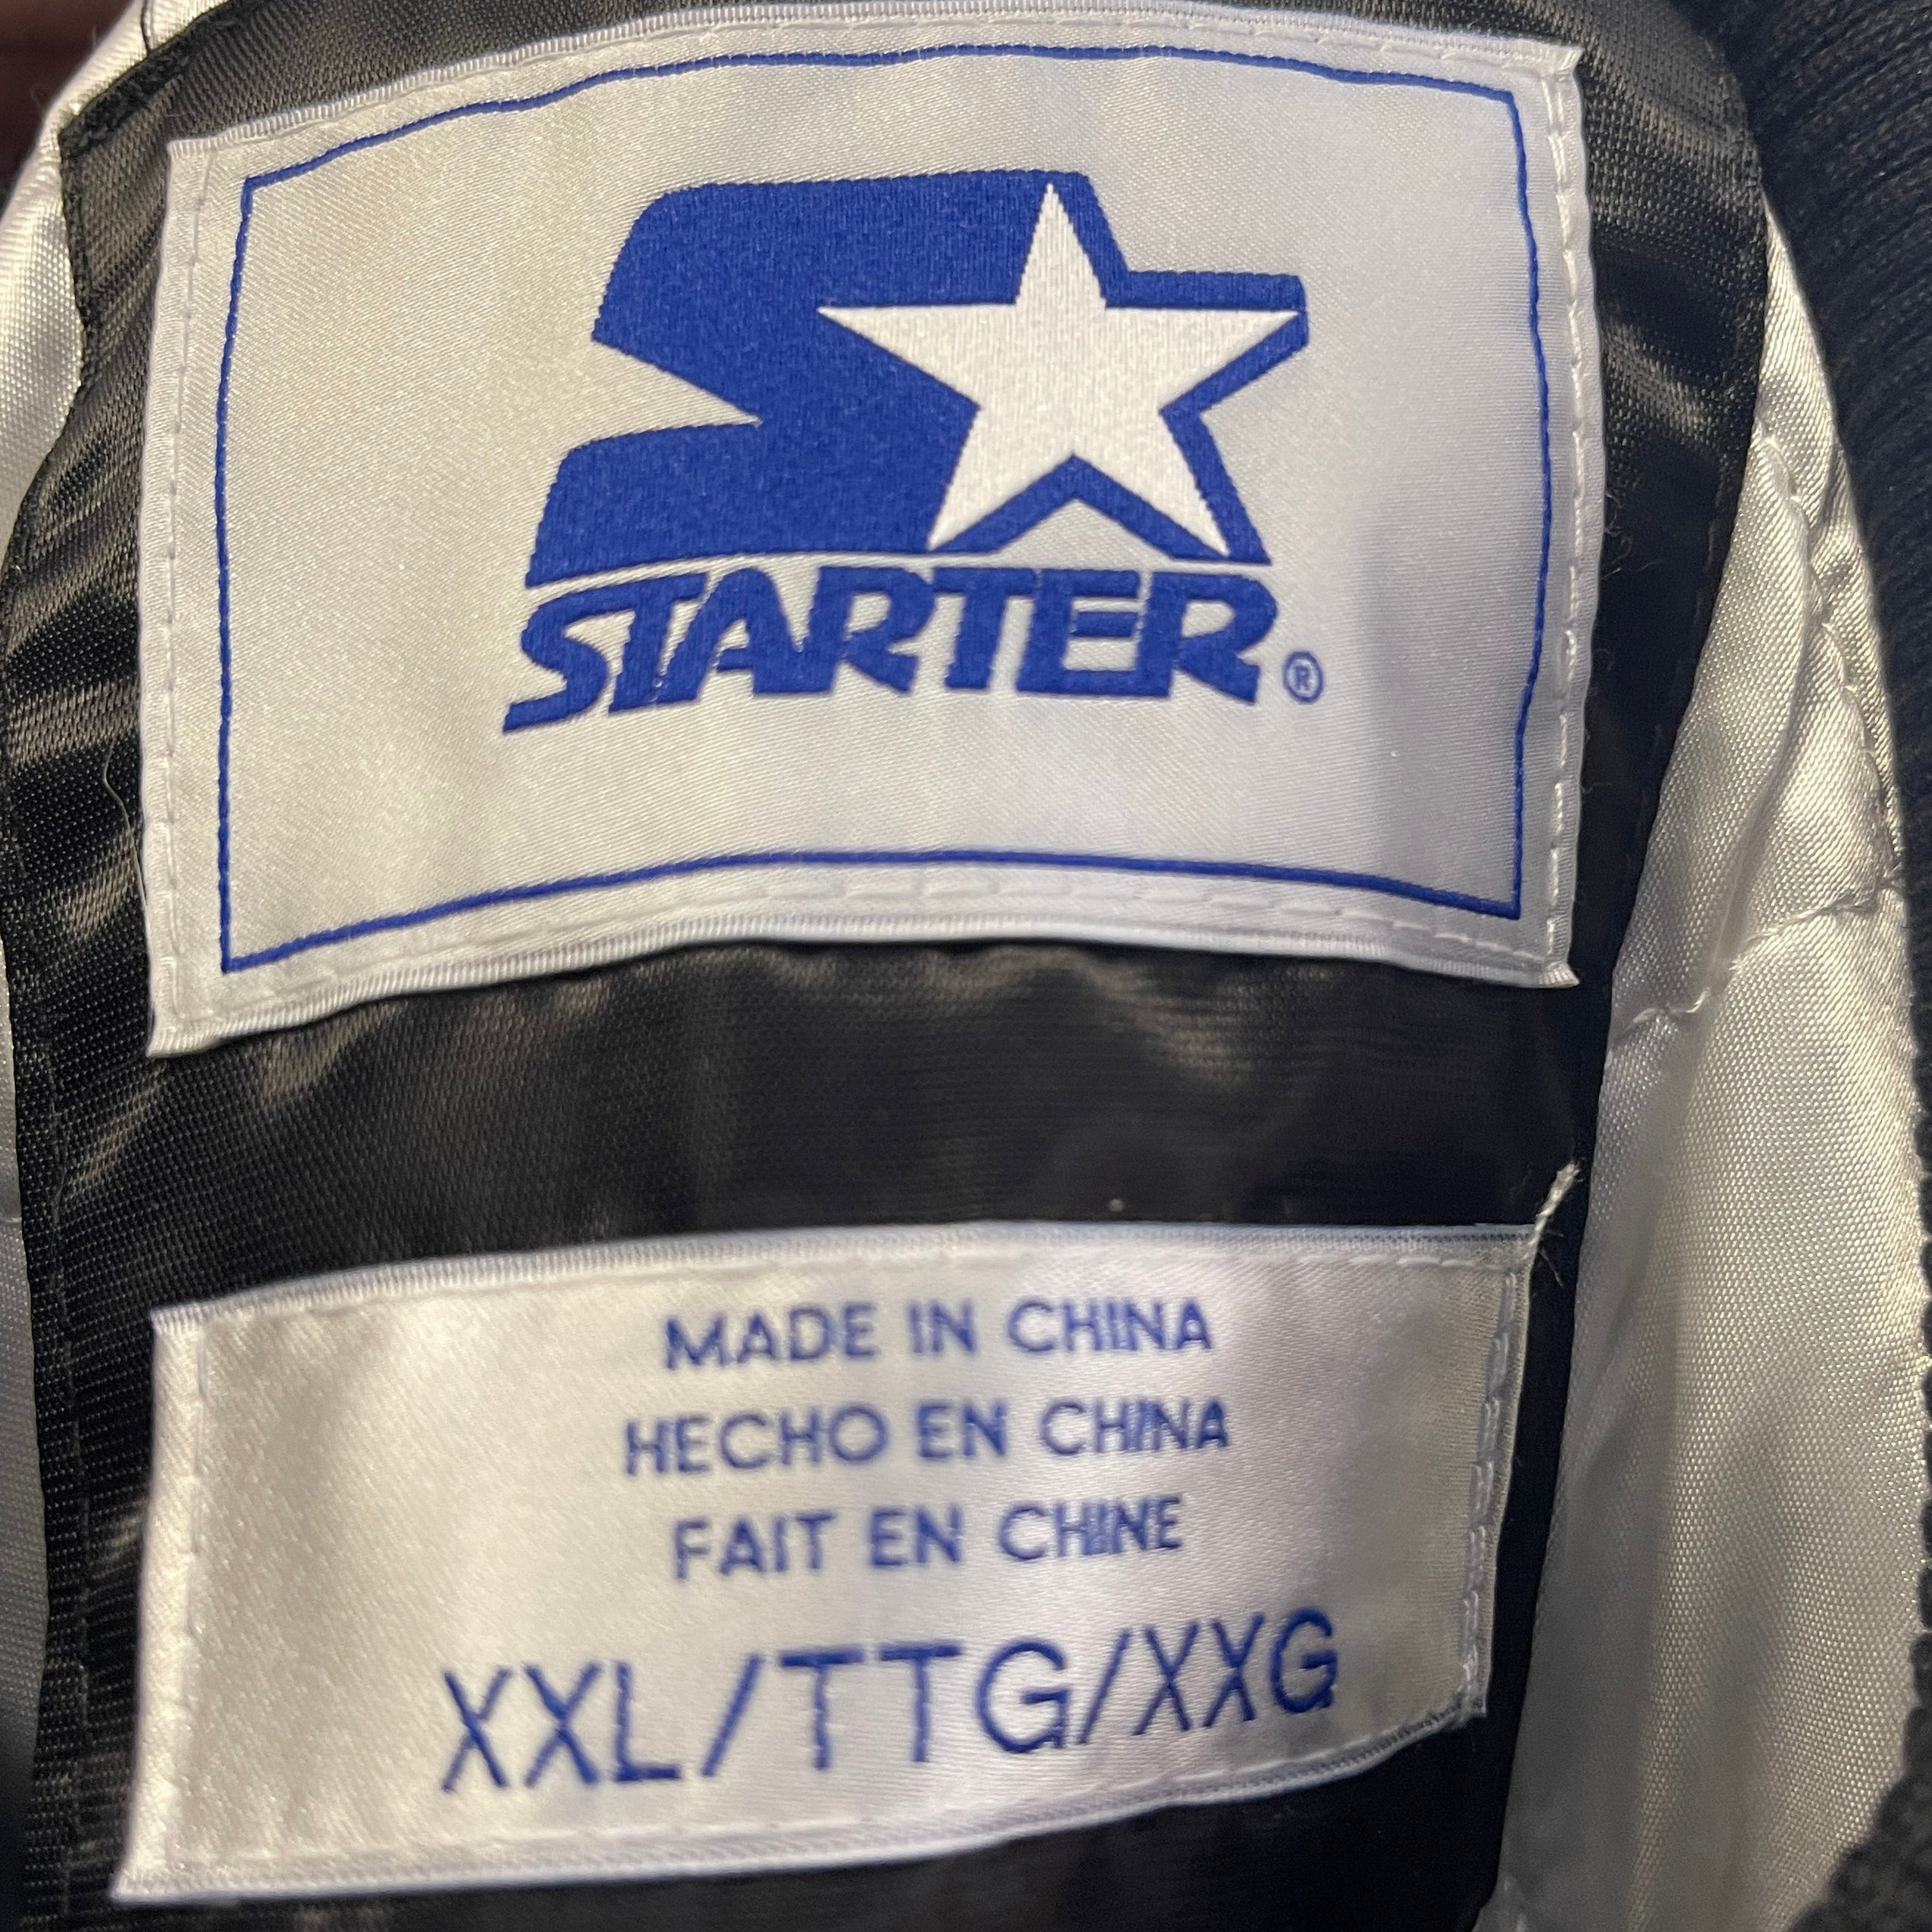 STARTER®
MADE IN CHINA
HECHO EN CHINA
FAIT EN CHINE
XXL/TTG/XXG